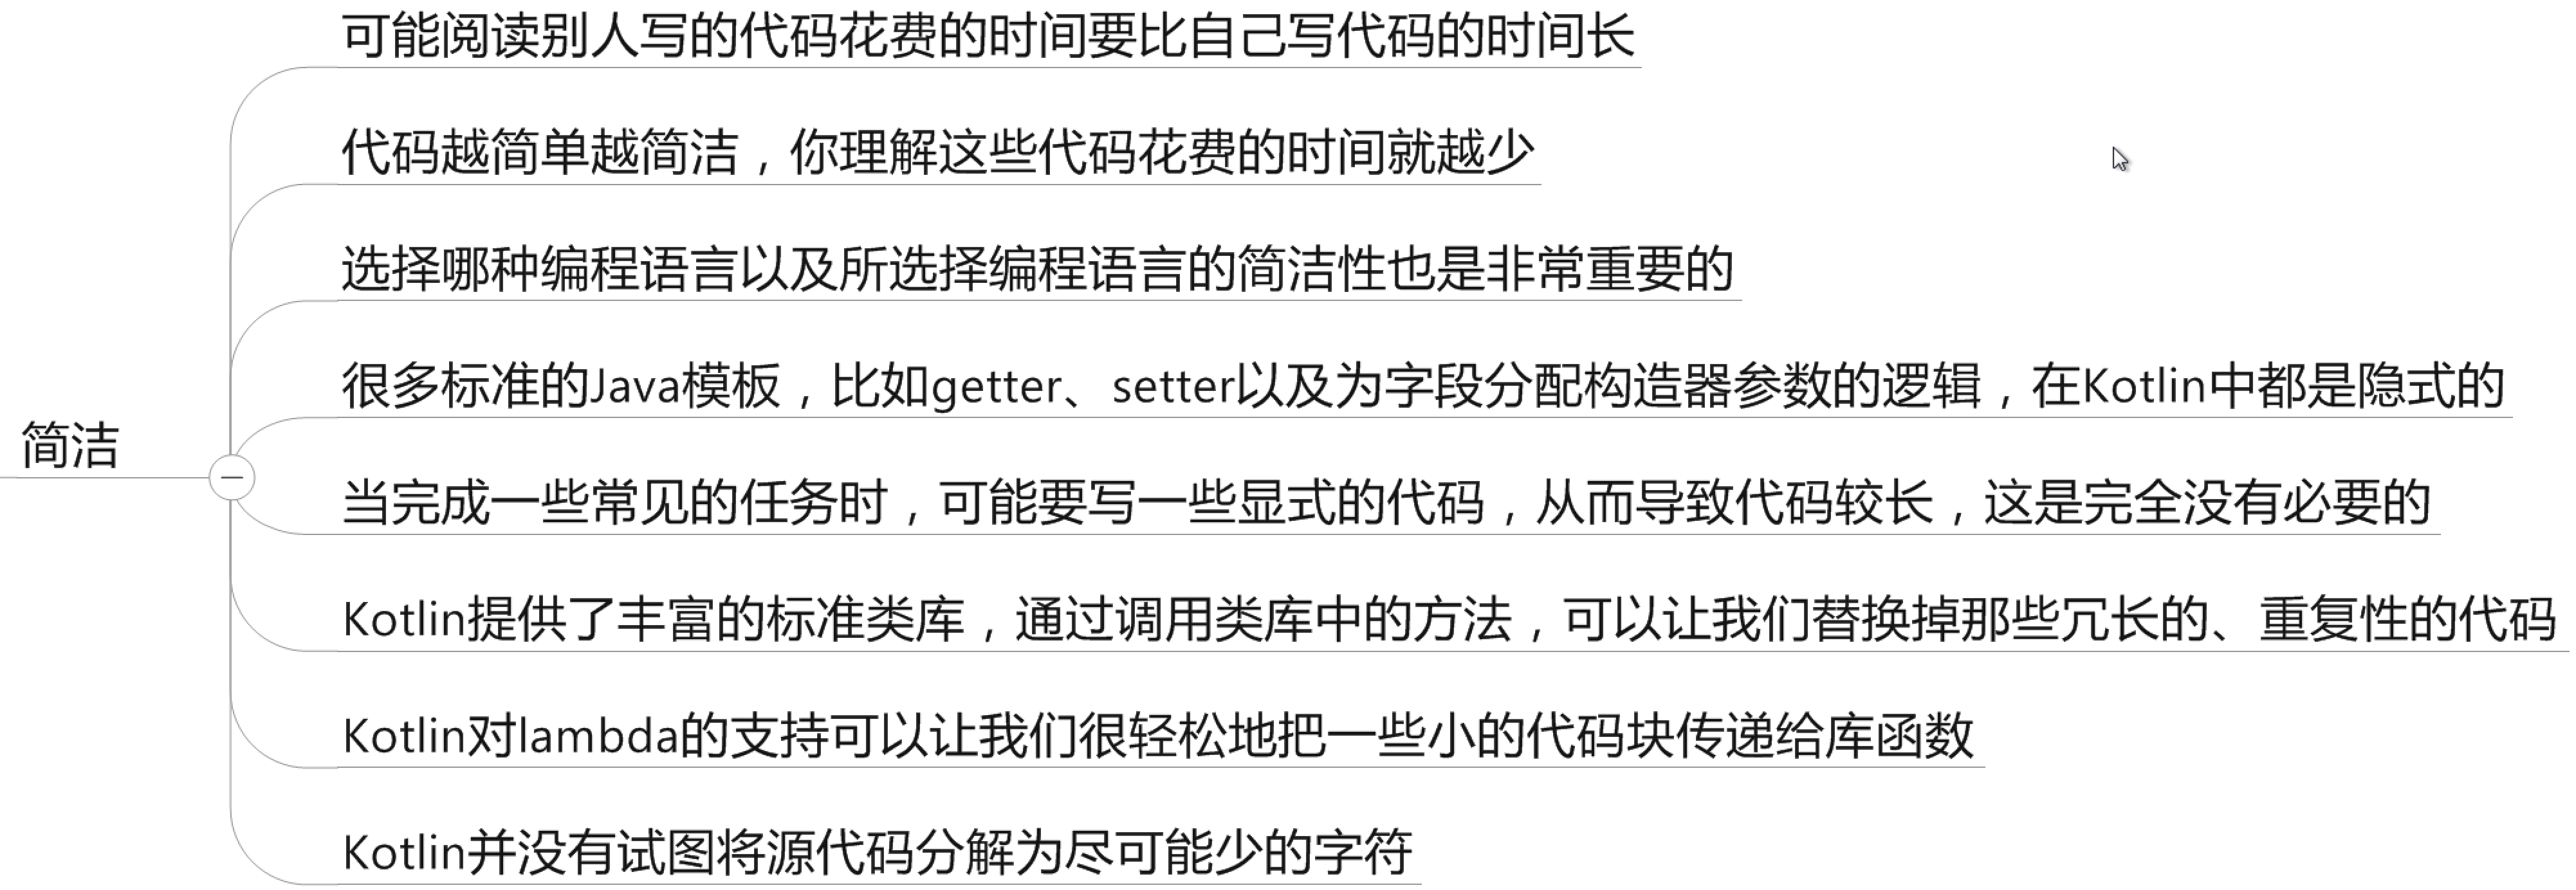 可能阅读别人写的代码花费的时间要比自己写代码的时间长
代码越简单越简洁，你理解这些代码花费的时间就越少
选择哪种编程语言以及所选择编程语言的简洁性也是非常重要的
很多标准的Java模板，比如getter、setter以及为字段分配构造器参数的逻辑，在Kotlin中都是隐式的
简洁
当完成一些常见的任务时，可能要写一些显式的代码，从而导致代码较长，这是完全没有必要的
Kotlin提供了丰富的标准类库，通过调用类库中的方法，可以让我们替换掉那些冗长的、重复性的代码
Kotlin对lambda的支持可以让我们很轻松地把一些小的代码块传递给库函数
Kotlin并没有试图将源代码分解为尽可能少的字符